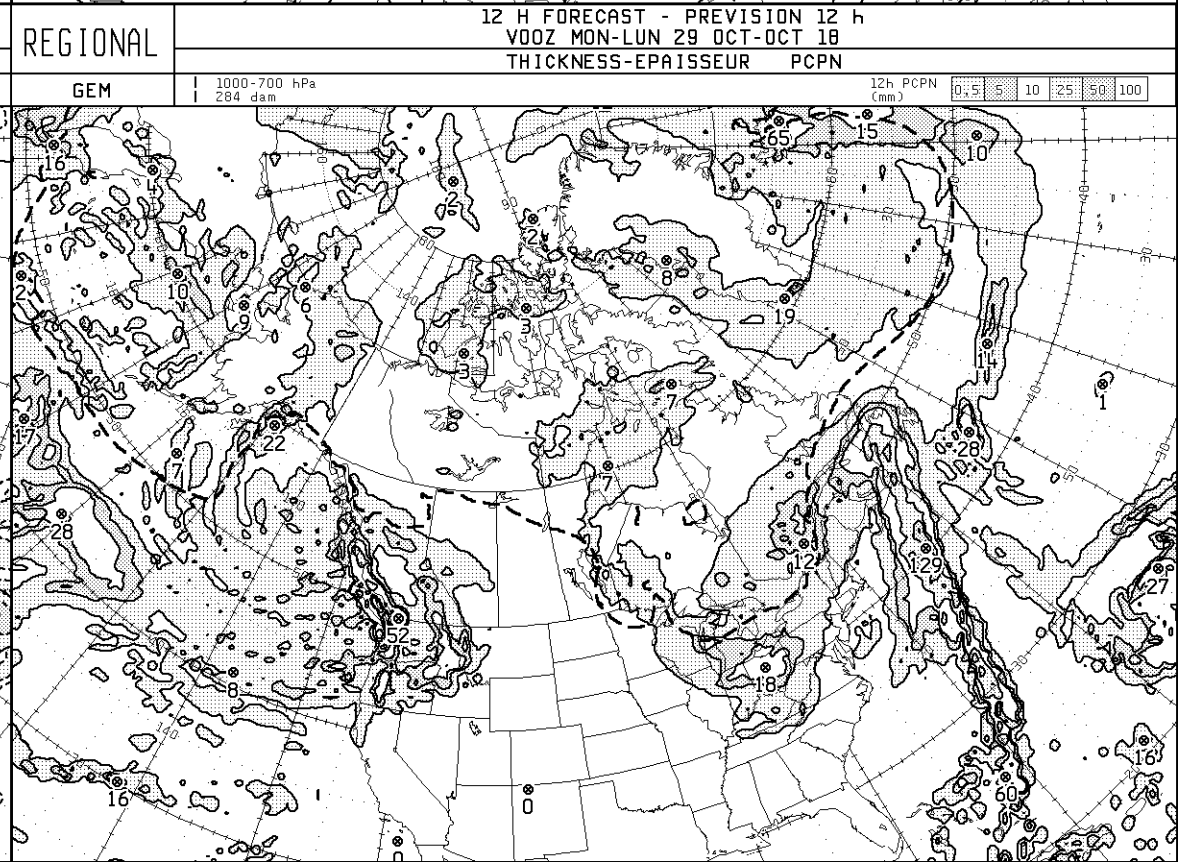 12 H FORECAST - PREVISION 12 h
REGIONAL
V00Z MON-LUN 29 OCT-OCT 18
THICKNESS-EPAISSEUR PCPN
GEM
1000-700 hPa
284 dam
12h PCPN
(mm)
0,5 5 10 25 50 100
65 15
16 10
4
2
2
8
2 10 6
9 3 19
14
3
7 1
17 22 28
7 7
28
12 129
27
52
8 18
16
16 60
0